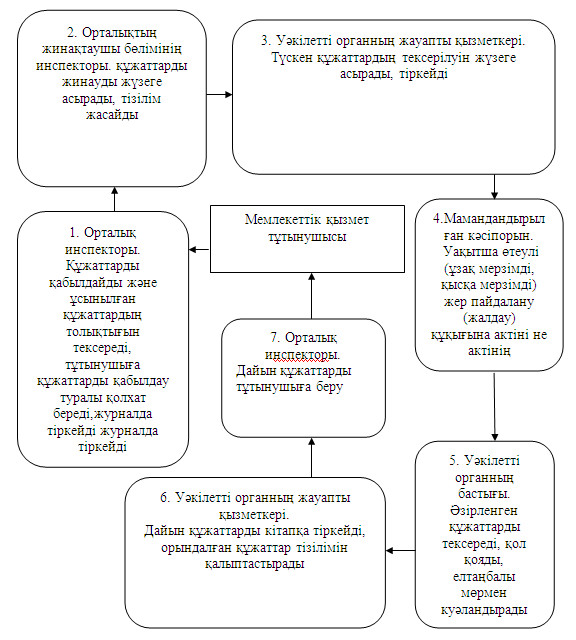 2. Орталықтың
жинақтаушы бөлімінің
инспекторы. құжаттарды
жинауды жүзеге
асырады, тізілім
жасайды
3. Уәкілетті органның жауапты қызметкері.
Түскен құжаттардың тексерілуін жүзеге
асырады, тіркейді
1. Орталық
инспекторы.
Құжаттарды
қабылдайды және
ұсынылған
құжаттардың
толықтығын
тексереді,
тұтынушыға
құжаттарды қабылдау
туралы қолхат
береді,журналда
тіркейді журналда
тіркейді
Мемлекеттік қызмет
тұтынушысы
4.Мамандандырыл
ған кәсіпорын.
Уақытша өтеулі
(ұзақ мерзімді,
қысқа мерзімді)
жер пайдалану
(жалдау)
құқығына актіні не
актінің
7. Орталық
инспекторы.
Дайын құжаттарды
тұтынушыға беру
6. Уәкілетті органның жауапты
қызметкері.
Дайын құжаттарды кітапқа тіркейді,
орындалған құжаттар тізілімін
қалыптастырады
5. Уәкілетті
органның
бастығы.
Әзірленген
құжаттарды
тексереді, қол
қояды,
елтаңбалы
мөрмен
куәландырады